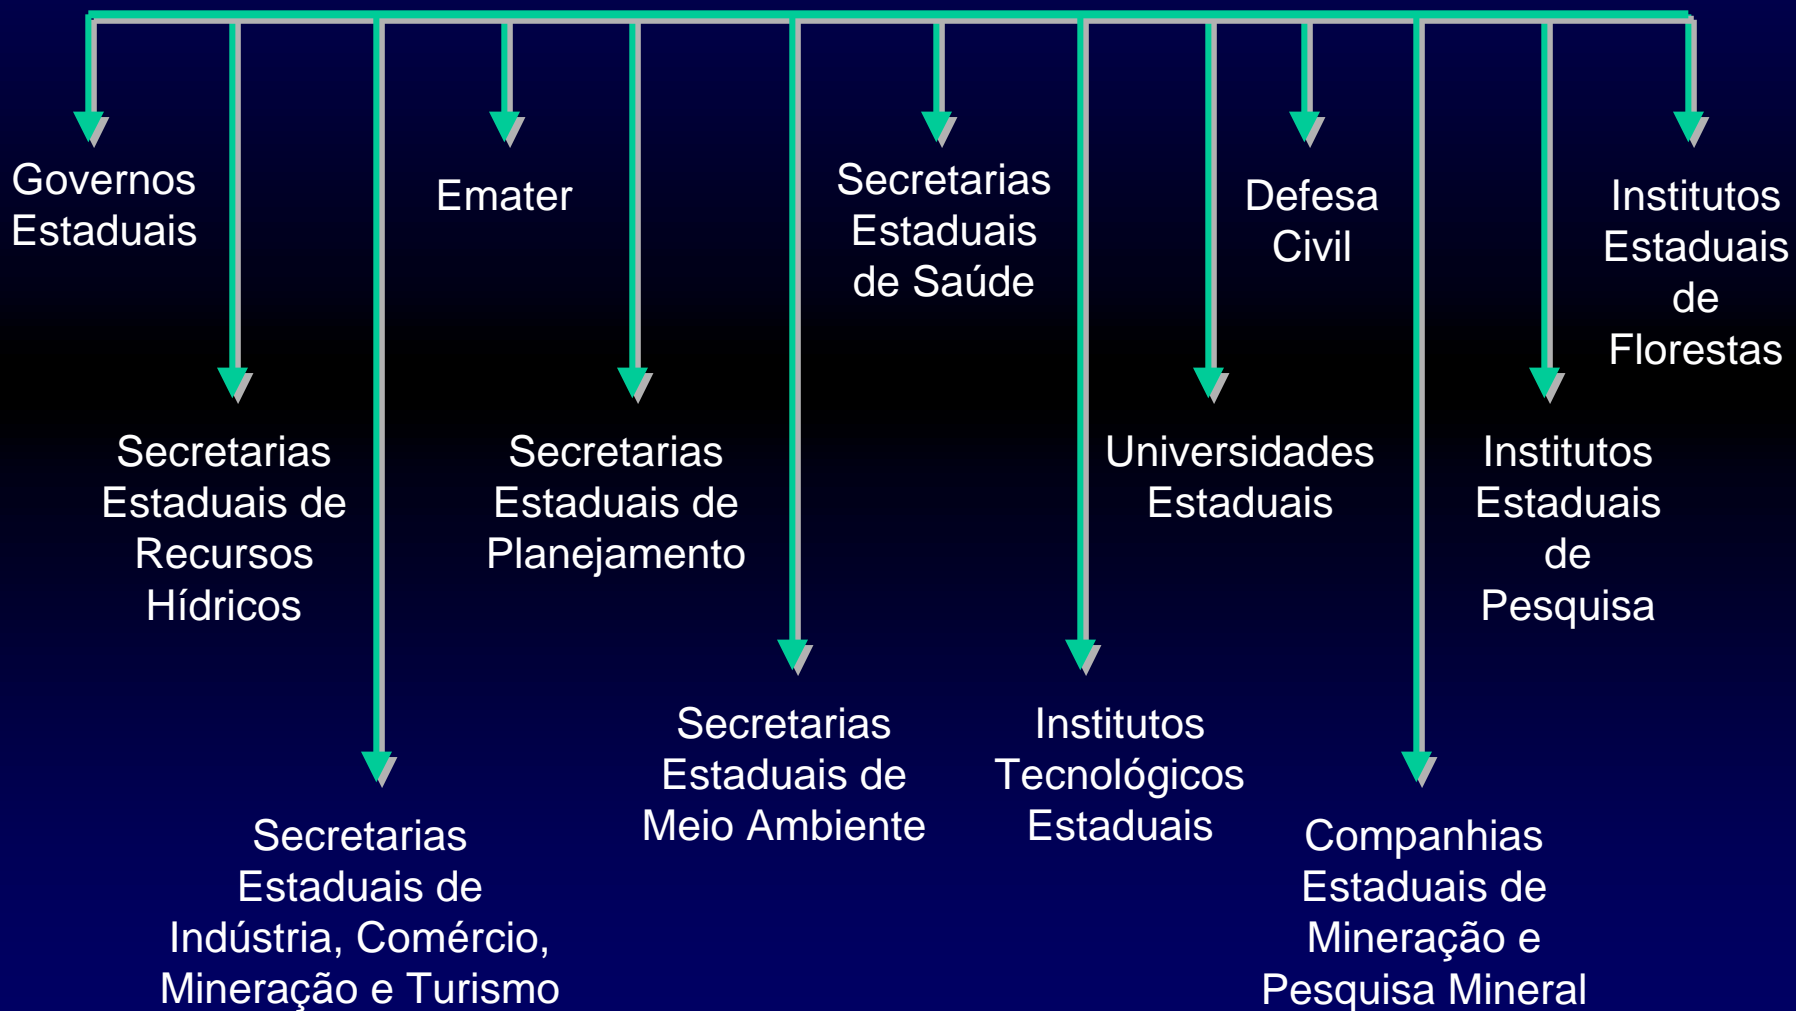 Governos
Estaduais
Emater
Secretarias
Estaduais
de Saúde
Defesa
Civil
Institutos
Estaduais
de
Florestas
Secretarias
Estaduais de
Recursos
Hídricos
Secretarias
Estaduais de
Planejamento
Universidades
Estaduais
Institutos
Estaduais
de
Pesquisa
Secretarias
Estaduais de
Meio Ambiente
Institutos
Tecnológicos
Estaduais
Secretarias
Estaduais de
Indústria, Comércio,
Mineração e Turismo
Companhias
Estaduais de
Mineração e
Pesquisa Mineral